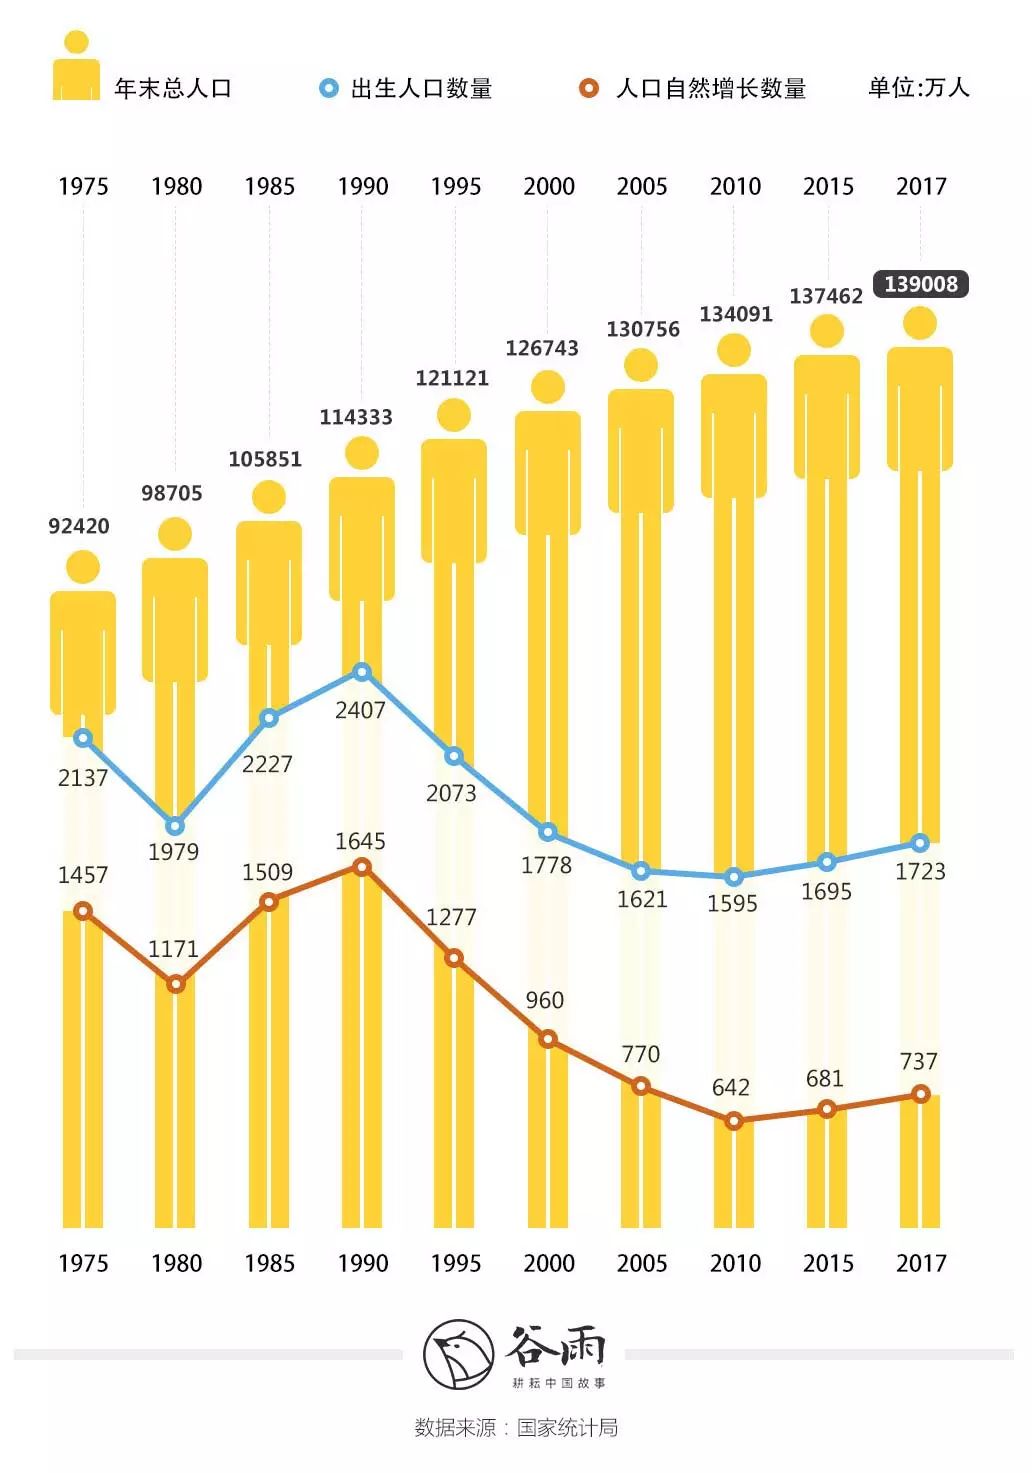 年末总人口 出生人口数量 人口自然增长数量 单位:万人
1975 1980 1985 1990 1995 2000 2005 2010 2015 2017
92420 98705 105851 114333 121121 126743 130756 134091 137462 139008
2137 1979 2227 2407 2073 1778 1621 1595 1695 1723
1457 1171 1509 1645 1277 960 770 642 681 737
1975 1980 1985 1990 1995 2000 2005 2010 2015 2017
谷雨
耕耘中国故事
数据来源：国家统计局